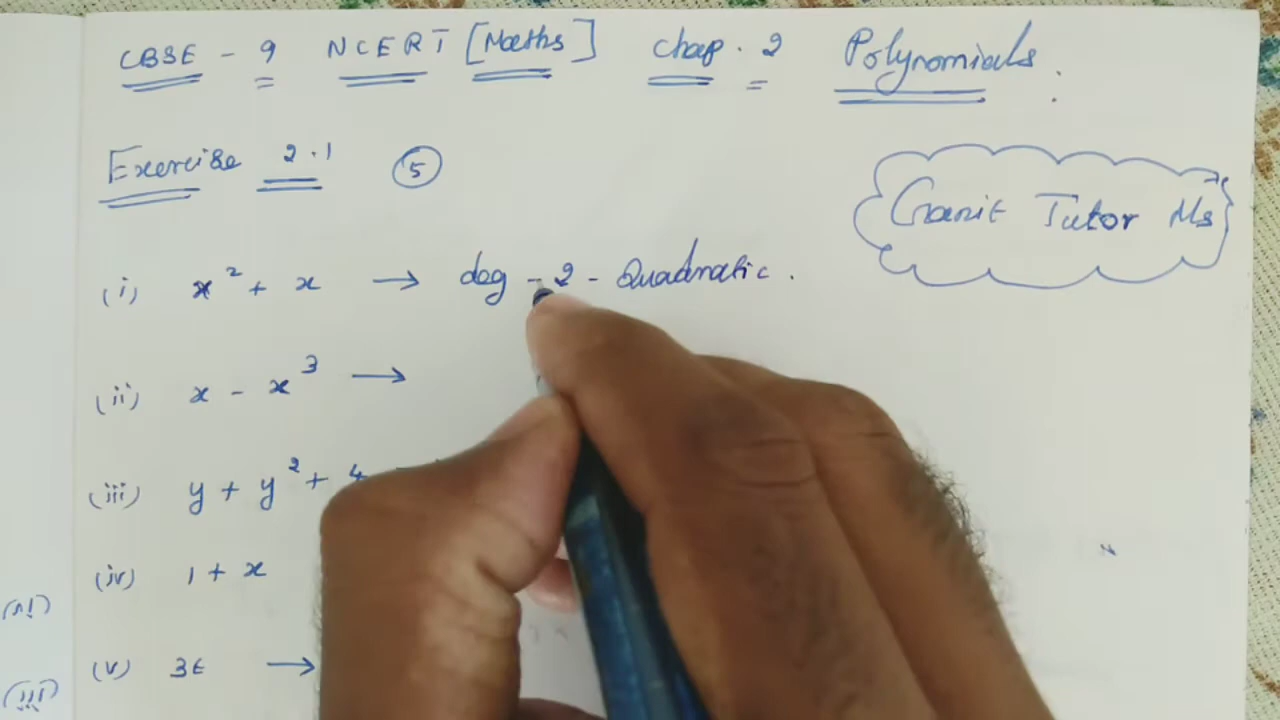 CBSE - 9 NCERT [Maths] Chap. 2 Polynomials.
Exercise 2.1 (5)
Ganit Tutor Ms
(i) x² + x → deg - 2 - Quadratic.
(ii) x - x³ →
(iii) y + y² + 4
(iv) 1 + x
(v) 3t →
(iii)